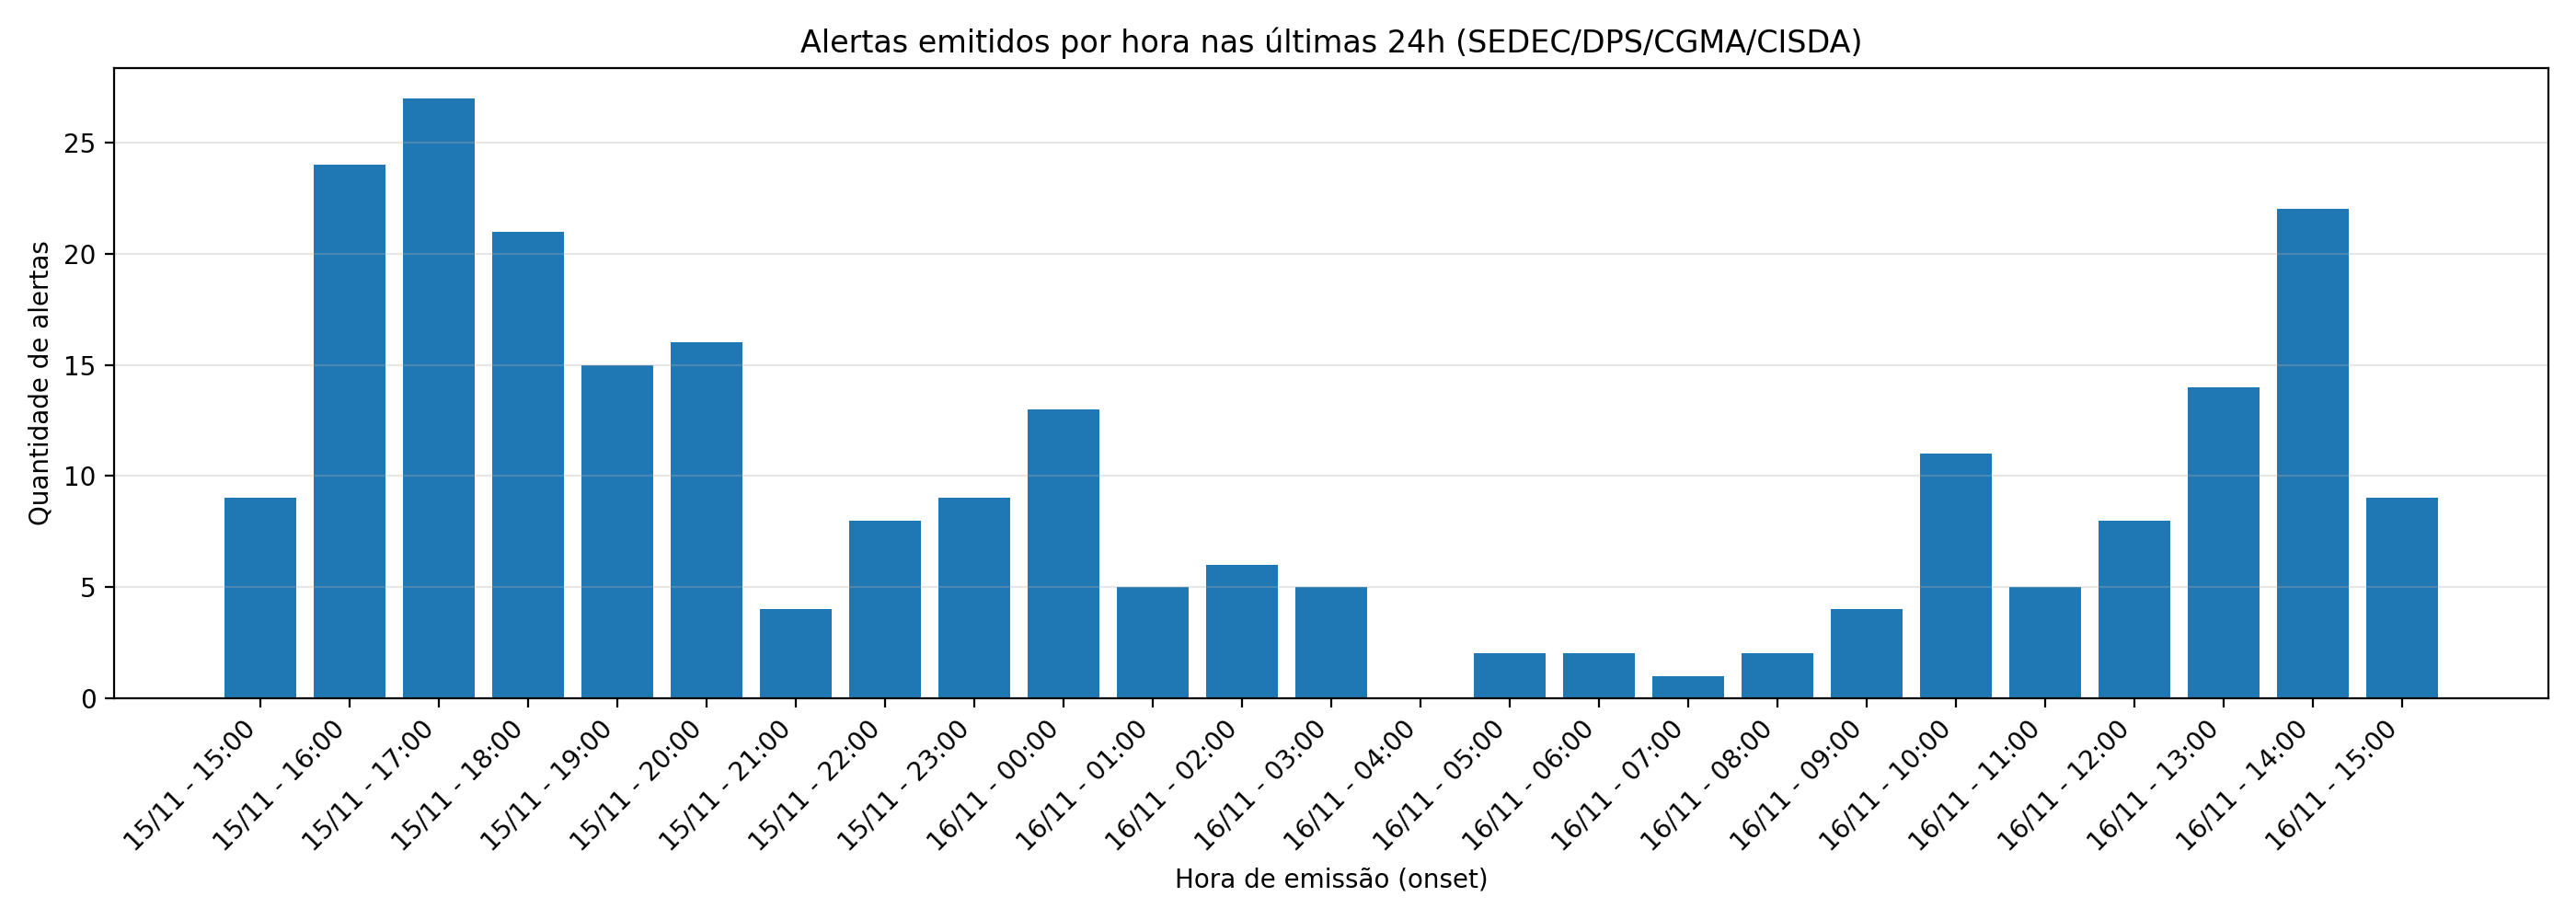 Alertas emitidos por hora nas últimas 24h (SEDEC/DPS/CGMA/CISDA)
Quantidade de alertas
25
20
15
10
5
0
15/11 - 15:00
15/11 - 16:00
15/11 - 17:00
15/11 - 18:00
15/11 - 19:00
15/11 - 20:00
15/11 - 21:00
15/11 - 22:00
15/11 - 23:00
16/11 - 00:00
16/11 - 01:00
16/11 - 02:00
16/11 - 03:00
16/11 - 04:00
16/11 - 05:00
16/11 - 06:00
16/11 - 07:00
16/11 - 08:00
16/11 - 09:00
16/11 - 10:00
16/11 - 11:00
16/11 - 12:00
16/11 - 13:00
16/11 - 14:00
16/11 - 15:00
Hora de emissão (onset)